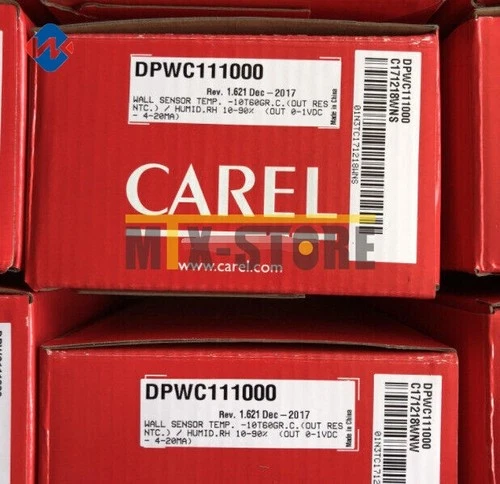 DPWC111000
Rev. 1.621 Dec-2017
WALL SENSOR TEMP. -10T60GR.C.(OUT RES
NTC.) / HUMID.RH 10-90% (OUT 0-1VDC
- 4-20MA)
Made in China
DPWC111000
C171218WNS
01N3TC171218WNS
CAREL
MTX-STORE
www.carel.com
DPWC111000
Rev. 1.621 Dec-2017
WALL SENSOR TEMP. -10T60GR.C.(OUT RES
NTC.) / HUMID.RH 10-90% (OUT 0-1VDC
- 4-20MA)
Made in China
DPWC111000
C171218WNW